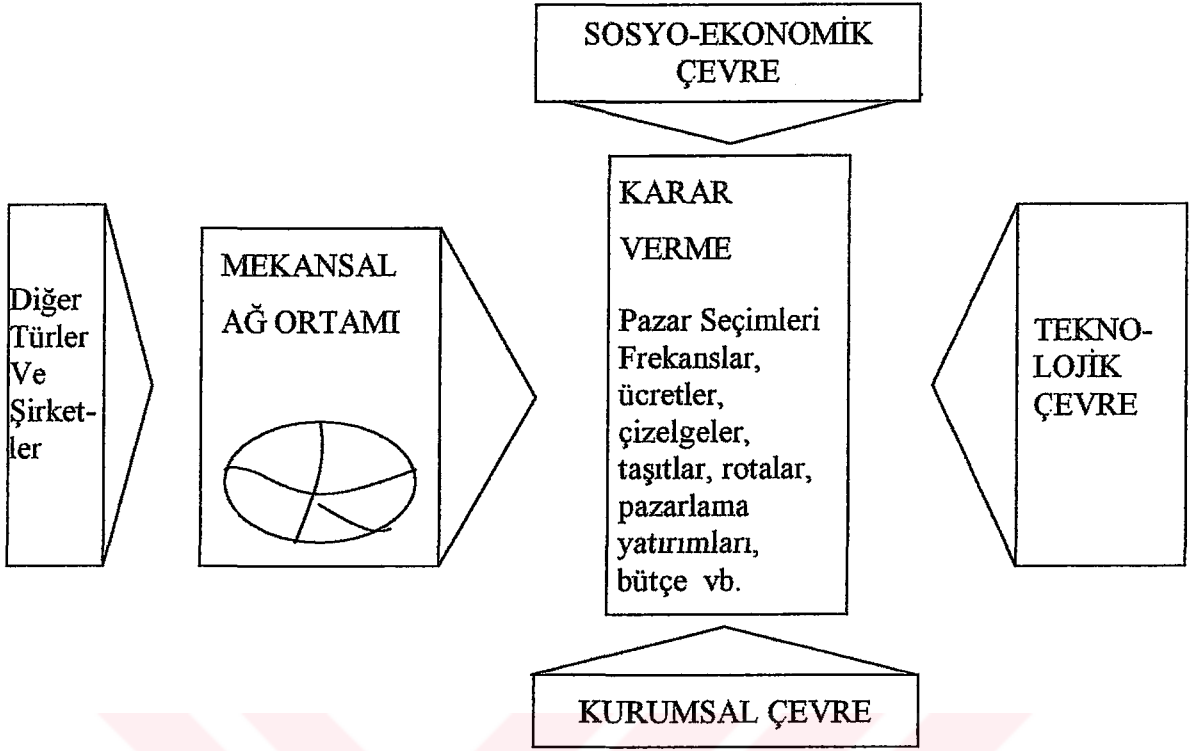 SOSYO-EKONOMİK
ÇEVRE
Diğer
Türler
Ve
Şirket-
ler
MEKANSAL
AĞ ORTAMI
KARAR
VERME
Pazar Seçimleri
Frekanslar,
ücretler,
çizelgeler,
taşıtlar, rotalar,
pazarlama
yatırımları,
bütçe vb.
TEKNO-
LOJİK
ÇEVRE
KURUMSAL ÇEVRE